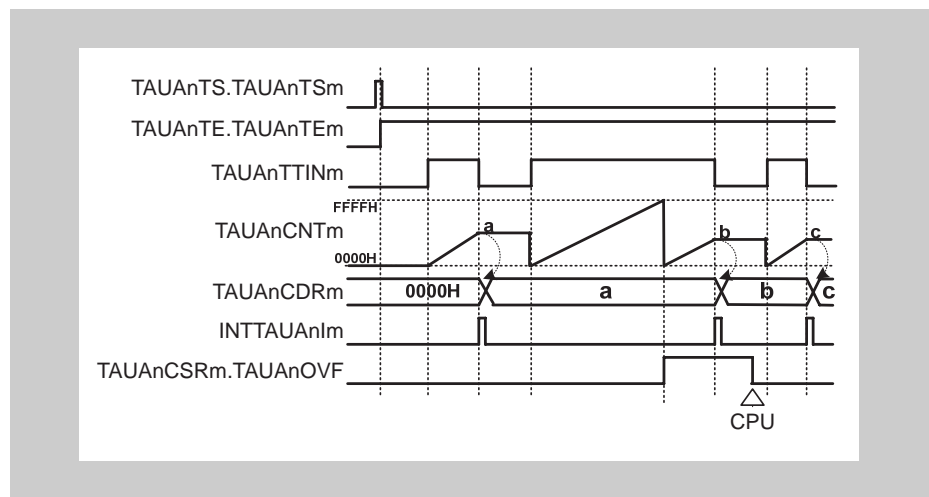 TAUAnTS.TAUAnTSm
TAUAnTE.TAUAnTEm
TAUAnTTINm
FFFFH
TAUAnCNTm
a
b
c
0000H
TAUAnCDRm
0000H
a
b
c
INTTAUAnIm
TAUAnCSRm.TAUAnOVF
CPU